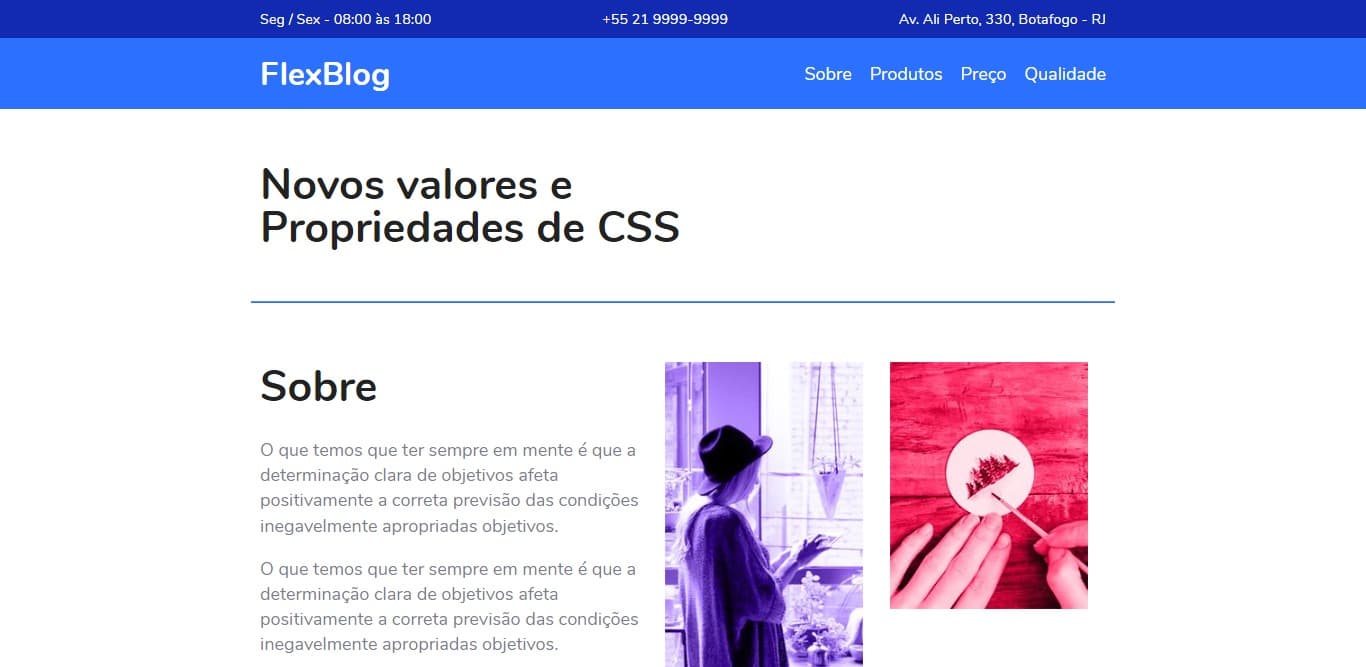 Seg / Sex - 08:00 às 18:00
+55 21 9999-9999
Av. Ali Perto, 330, Botafogo - RJ
FlexBlog
Sobre
Produtos
Preço
Qualidade
Novos valores e
Propriedades de CSS
Sobre
O que temos que ter sempre em mente é que a
determinação clara de objetivos afeta
positivamente a correta previsão das condições
inegavelmente apropriadas objetivos.
O que temos que ter sempre em mente é que a
determinação clara de objetivos afeta
positivamente a correta previsão das condições
inegavelmente apropriadas objetivos.